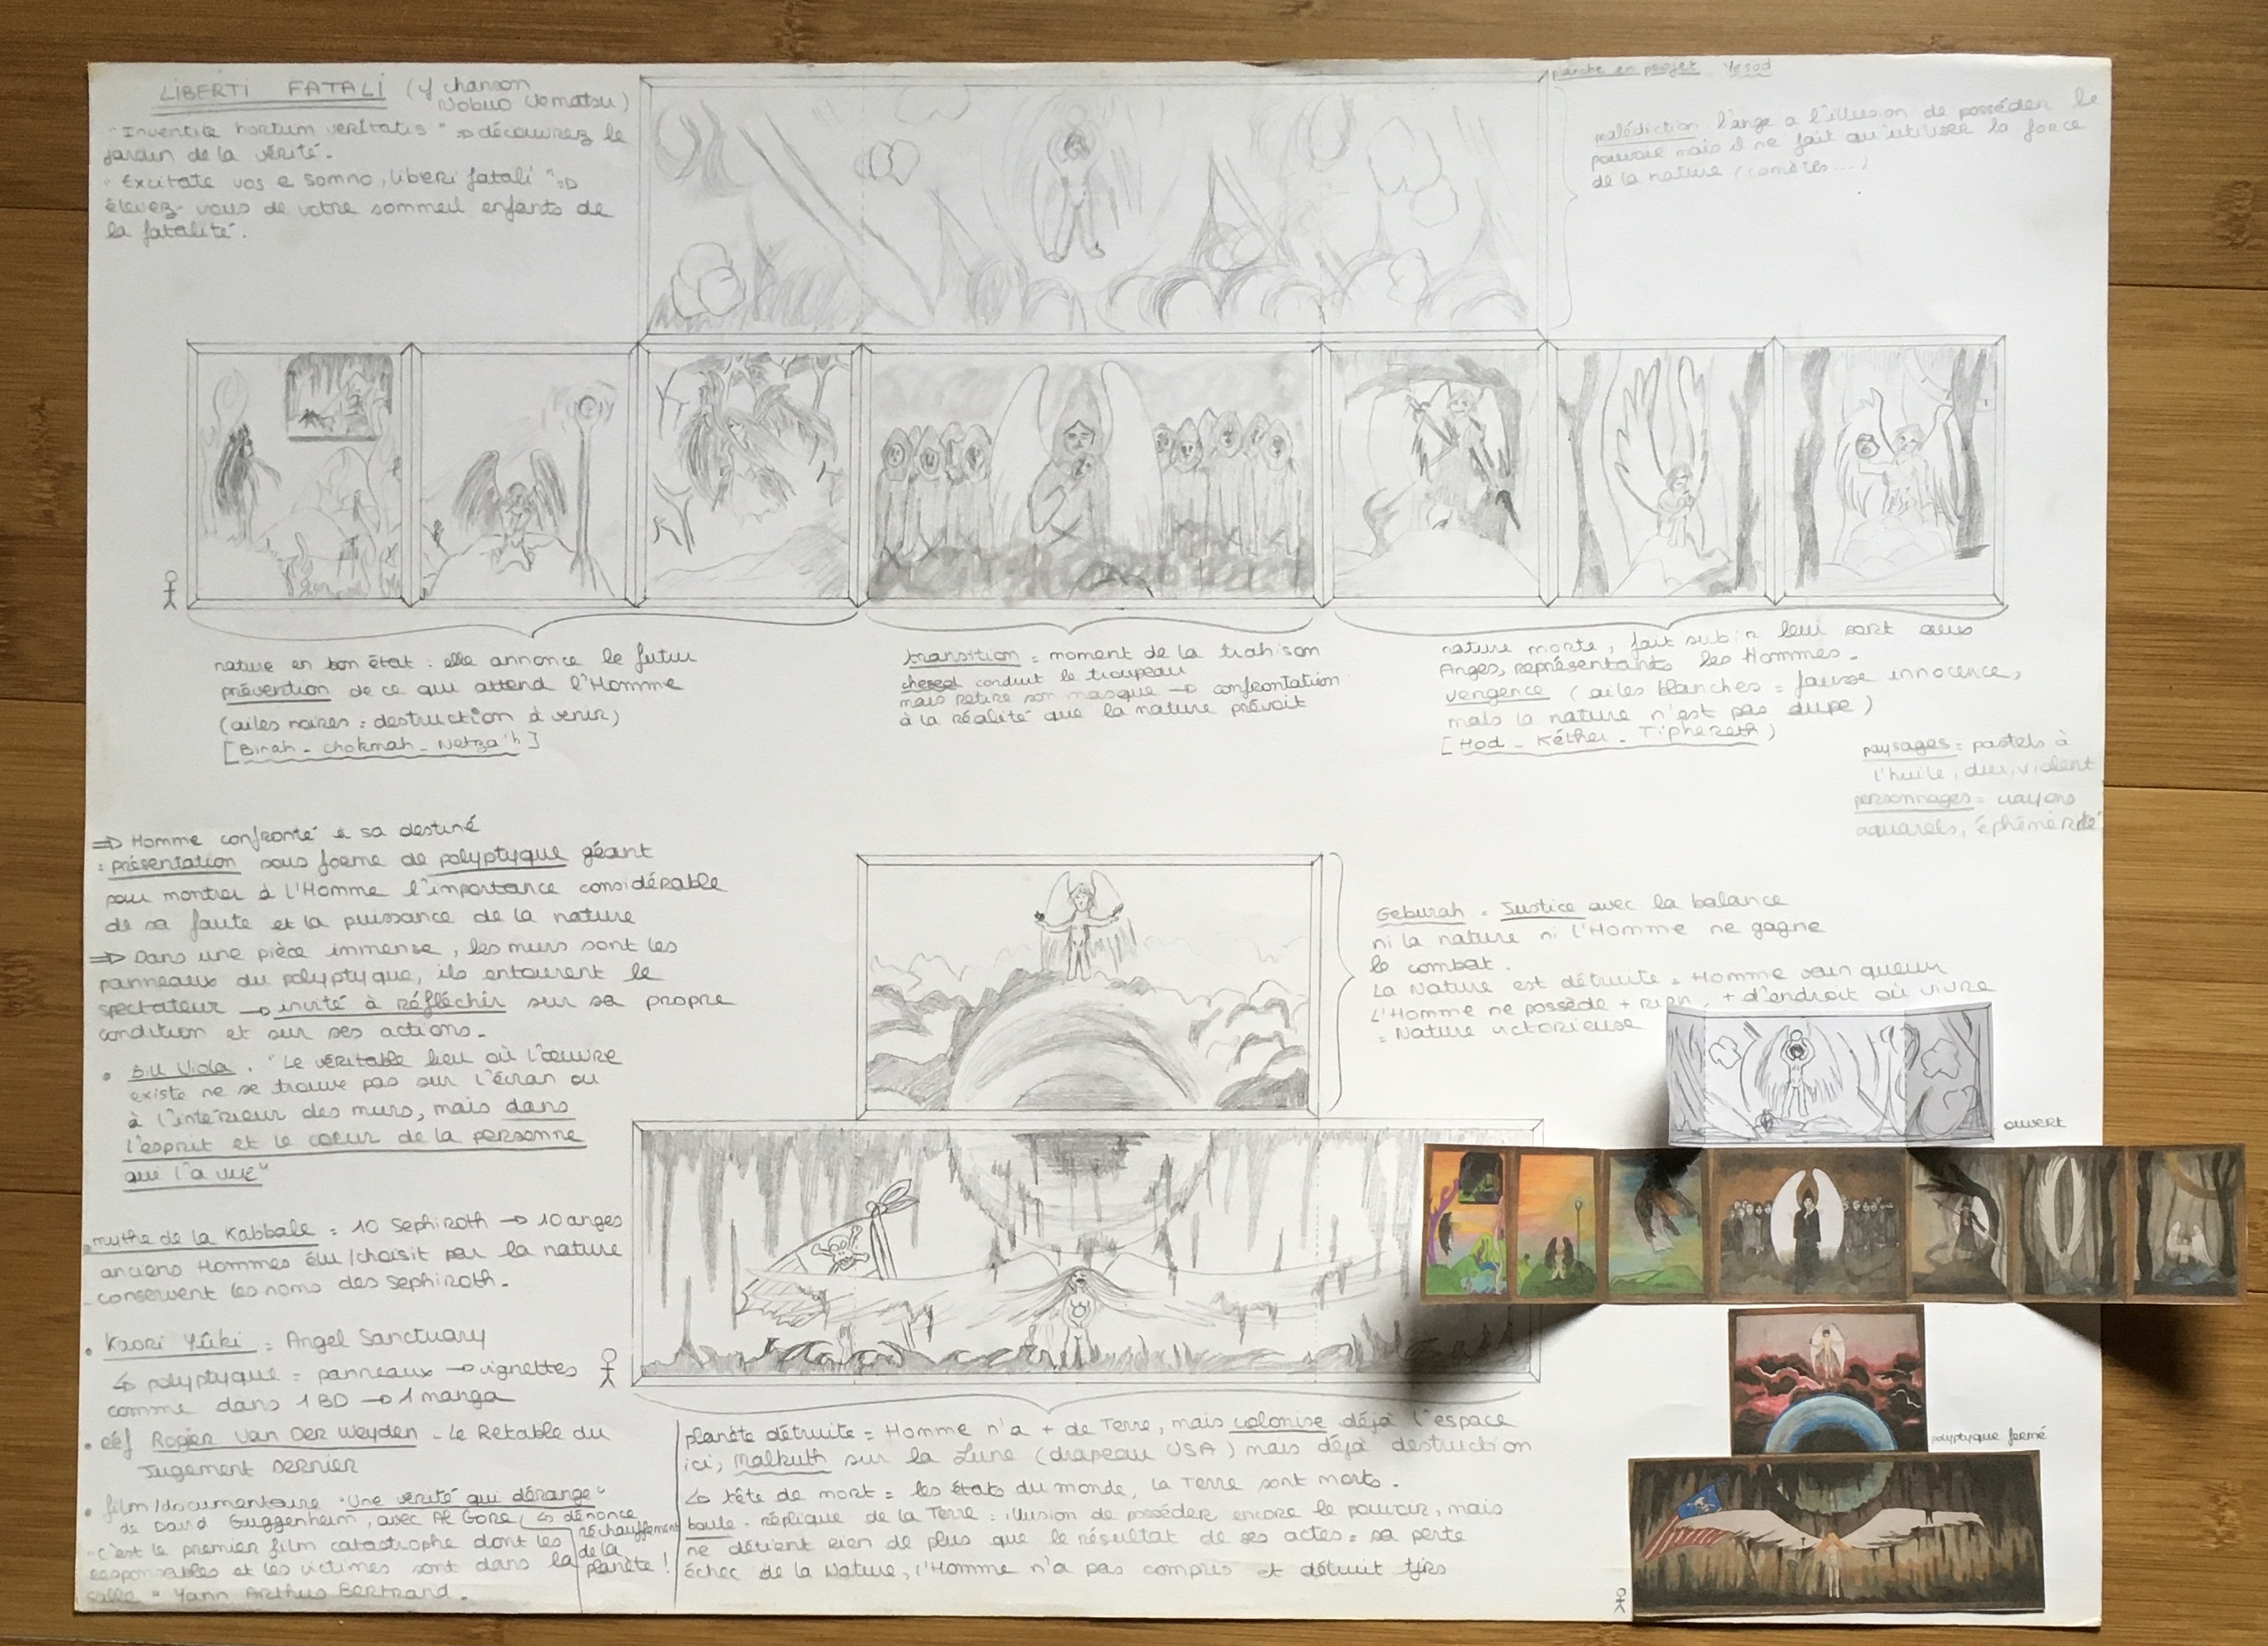 LIBERTI FATALI (cf chanson
Nobuo Uematsu)
"Inventite hortum veritatis" => découvrez le
jardin de la vérité.
"Excitate vos e somno, liberi fatali" =>
élevez-vous de votre sommeil enfants de
la fatalité.
planche en projet Yesod
malédiction l'ange a l'illusion de posséder le
pouvoir mais il ne fait qu'utiliser la force
de la nature (comètes...)
nature en bon état : elle annonce le futur
prévention de ce qui attend l'Homme
(ailes noires = destruction à venir)
[Binah - Chokmah - Netza'h]
transition = moment de la trahison
chesed conduit le troupeau
mais retire son masque -> confrontation
à la réalité que la nature prévoit
nature morte, fait subir leur sort aux
Anges, représentants les Hommes.
vengence (ailes blanches = fausse innocence,
mais la nature n'est pas dupe)
[Hod - Kéther - Tiphereth)
paysages = pastels à
l'huile, dur, violent
personnages = crayons
aquarels, éphémèreté
=> Homme confronté à sa destiné
: présentation sous forme de polyptyque géant
pour montrer à l'Homme l'importance considérable
de sa faute et la puissance de la nature
=> Dans une pièce immense, les murs sont les
panneaux du polyptyque, ils entourent le
spectateur -> invité à réfléchir sur sa propre
condition et sur ses actions.
• Bill Viola . "Le véritable lieu où l'œuvre
existe ne se trouve pas sur l'écran ou
à l'intérieur des murs, mais dans
l'esprit et le coeur de la personne
qui l'a vue"
Geburah = Justice avec la balance
ni la nature ni l'Homme ne gagne
le combat.
La Nature est détruite = Homme vainqueur
L'Homme ne possède + rien, + d'endroit où vivre
= Nature victorieuse
ouvert
polyptyque fermé
mythe de la Kabbale = 10 Sephiroth -> 10 anges
anciens Hommes élu/choisit par la nature
conservent les noms des Sephiroth.
• Kaori Yûki = Angel Sanctuary
↳ polyptyque = panneaux -> vignettes
comme dans 1 BD -> 1 manga
• réf Rogier Van Der Weyden - Le Retable du
Jugement Dernier
• film/documentaire "Une vérité qui dérange"
de David Guggenheim, avec Al Gore, ↳ dénonce
réchauffement
de la
planète !
"c'est le premier film catastrophe dont les
responsables et les victimes sont dans la
salle" Yann Arthus Bertrand.
planète détruite = Homme n'a + de Terre, mais colonise déjà l'espace
ici, Malkuth sur la Lune (drapeau USA) mais déjà destruction
↳ tête de mort = les états du monde, la Terre sont morts.
boule = réplique de la Terre : illusion de posséder encore le pouvoir, mais
ne détient rien de plus que le résultat de ses actes = sa perte
échec de la Nature, l'Homme n'a pas compris et détruit tjrs